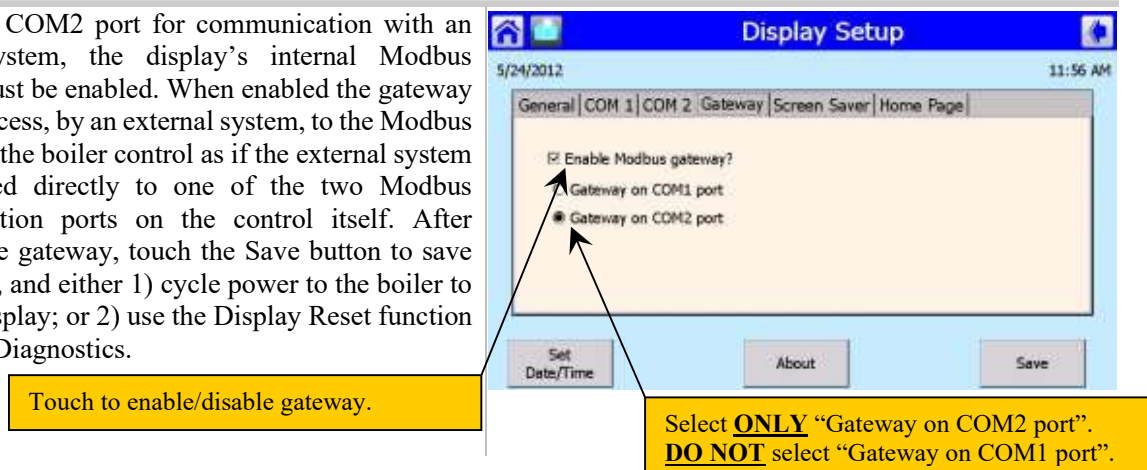 COM2 port for communication with an
ystem, the display's internal Modbus
ust be enabled. When enabled the gateway
cess, by an external system, to the Modbus
the boiler control as if the external system
ed directly to one of the two Modbus
tion ports on the control itself. After
e gateway, touch the Save button to save
, and either 1) cycle power to the boiler to
splay; or 2) use the Display Reset function
Diagnostics.
Touch to enable/disable gateway.
Display Setup
5/24/2012 11:56 AM
General COM 1 COM 2 Gateway Screen Saver Home Page
Enable Modbus gateway?
Gateway on COM1 port
Gateway on COM2 port
Set
Date/Time
About
Save
Select ONLY “Gateway on COM2 port”.
DO NOT select “Gateway on COM1 port”.